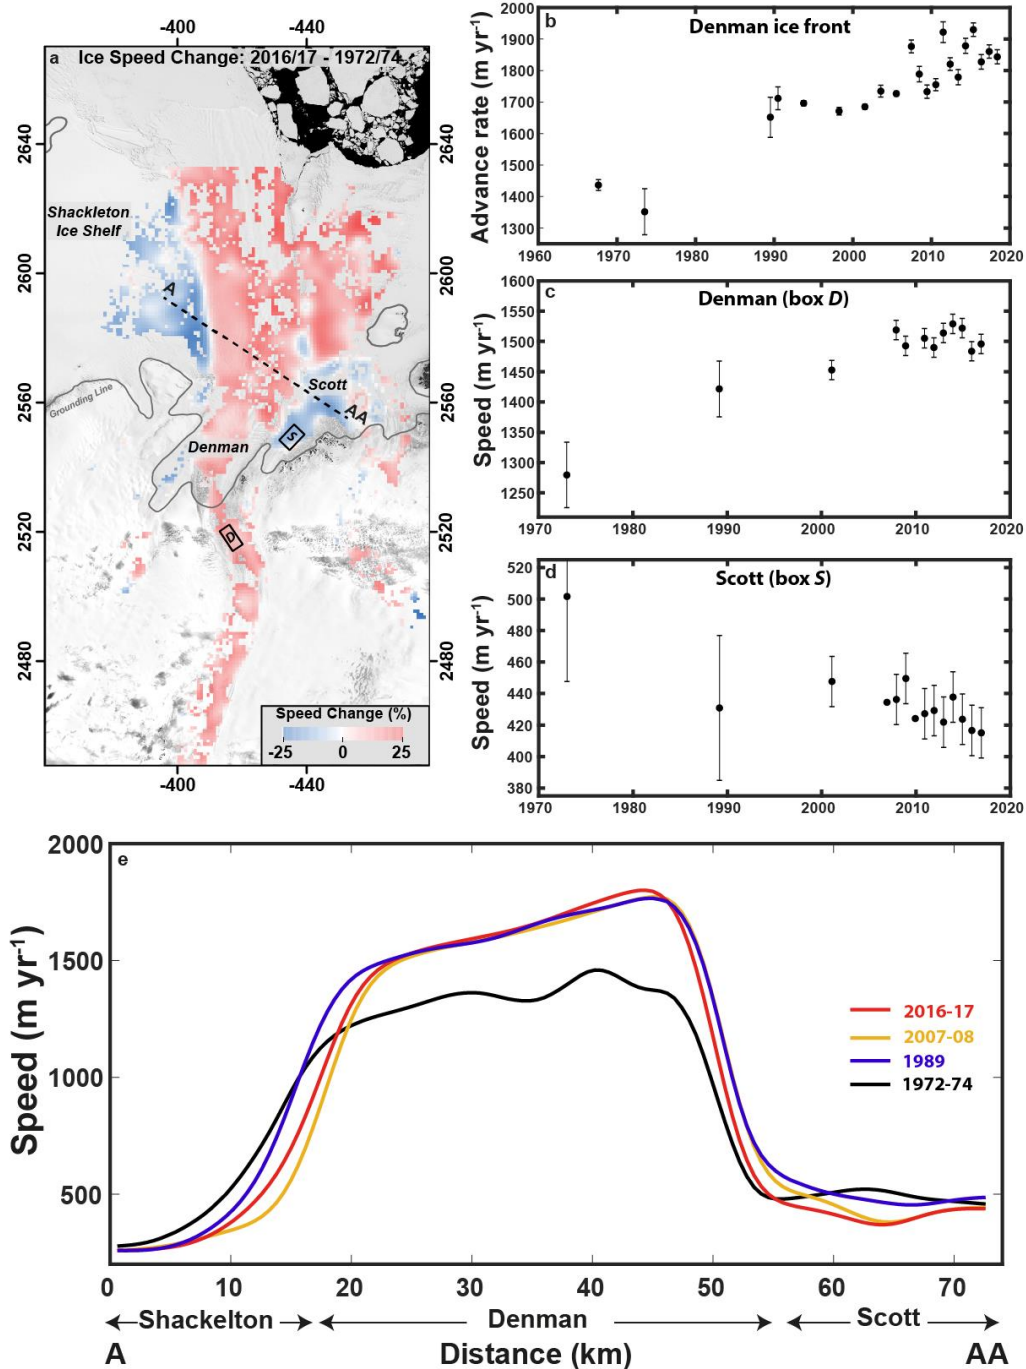 -400
-440
a Ice Speed Change: 2016/17 - 1972/74
2640
2600
2560
2520
2480
2640
2600
2560
2520
2480
Shackleton
Ice Shelf
A
Scott
AA
Grounding Line
S
Denman
D
Speed Change (%)
-25
0
25
-400
-440
b
Denman ice front
Advance rate (m yr-1)
2000
1900
1800
1700
1600
1500
1400
1300
1960
1970
1980
1990
2000
2010
2020
c
Denman (box D)
Speed (m yr-1)
1600
1550
1500
1450
1400
1350
1300
1250
1970
1980
1990
2000
2010
2020
d
Scott (box S)
Speed (m yr-1)
520
500
480
460
440
420
400
380
1970
1980
1990
2000
2010
2020
e
Speed (m yr-1)
2000
1500
1000
500
2016-17
2007-08
1989
1972-74
0
10
20
30
40
50
60
70
Shackelton
Denman
Scott
A
Distance (km)
AA